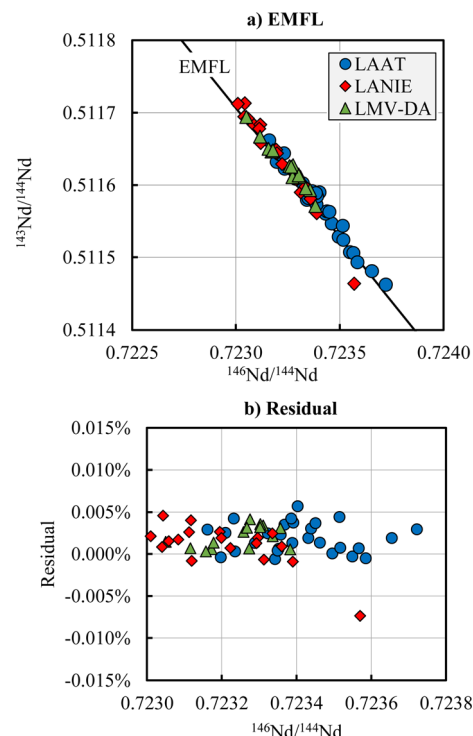 a) EMFL
0.5118
EMFL
LAAT
LANIE
LMV-DA
0.5117
0.5116
0.5115
0.5114
143Nd/144Nd
0.7225 0.7230 0.7235 0.7240
146Nd/144Nd
b) Residual
0.015%
0.010%
0.005%
0.000%
-0.005%
-0.010%
-0.015%
Residual
0.7230 0.7232 0.7234 0.7236 0.7238
146Nd/144Nd